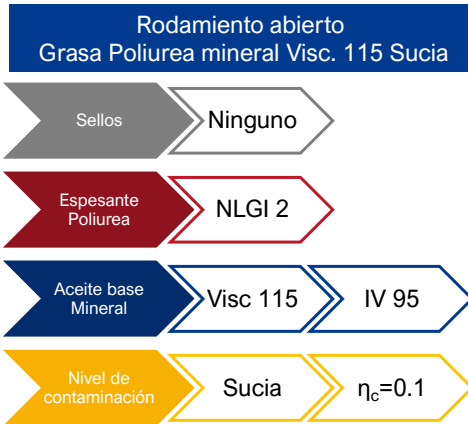 Rodamiento abierto
Grasa Poliurea mineral Visc. 115 Sucia
Sellos
Ninguno
Espesante
Poliurea
NLGI 2
Aceite base
Mineral
Visc 115
IV 95
Nivel de
contaminación
Sucia
ηc=0.1